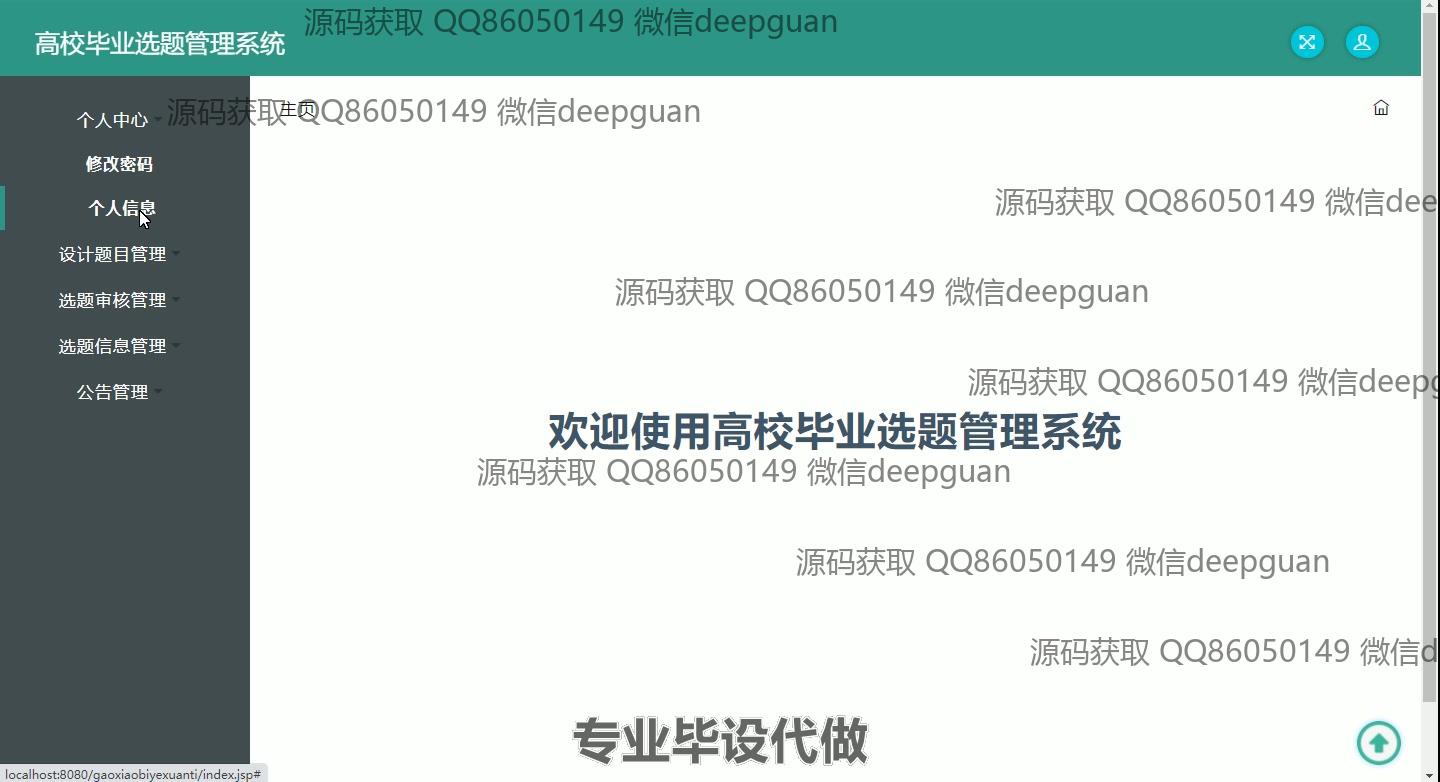 源码获取 QQ86050149 微信deepguan
高校毕业选题管理系统
个人中心
源码获取 QQ86050149 微信deepguan
主页
修改密码
源码获取 QQ86050149 微信dee
个人信息
设计题目管理
源码获取 QQ86050149 微信deepguan
选题审核管理
选题信息管理
源码获取 QQ86050149 微信deepg
公告管理
欢迎使用高校毕业选题管理系统
源码获取 QQ86050149 微信deepguan
源码获取 QQ86050149 微信deepguan
源码获取 QQ86050149 微信d
专业毕设代做
localhost:8080/gaoxiaobiyexuanti/index.jsp#